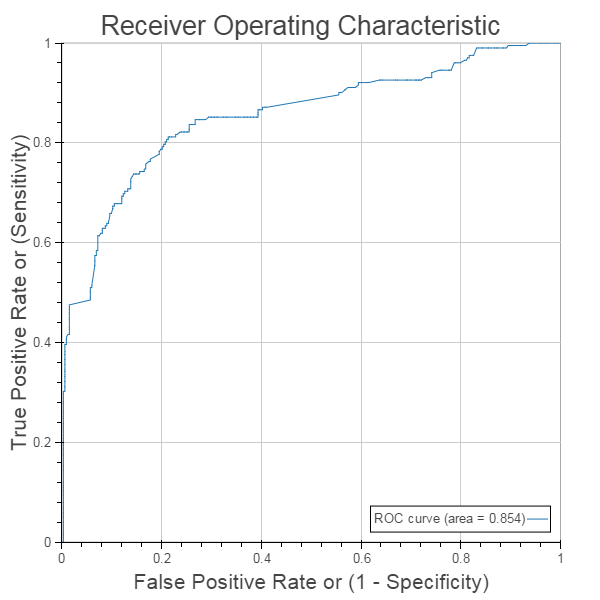 Receiver Operating Characteristic
True Positive Rate or (Sensitivity)
1
0.8
0.6
0.4
0.2
0
ROC curve (area = 0.854)
0 0.2 0.4 0.6 0.8 1
False Positive Rate or (1 - Specificity)